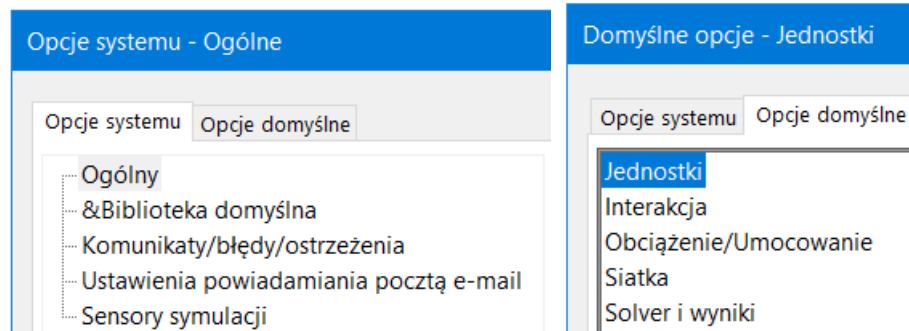 Opcje systemu - Ogólne
Opcje systemu Opcje domyślne
Ogólny
&Biblioteka domyślna
Komunikaty/błędy/ostrzeżenia
Ustawienia powiadamiania pocztą e-mail
Sensory symulacji
Domyślne opcje - Jednostki
Opcje systemu Opcje domyślne
Jednostki
Interakcja
Obciążenie/Umocowanie
Siatka
Solver i wyniki